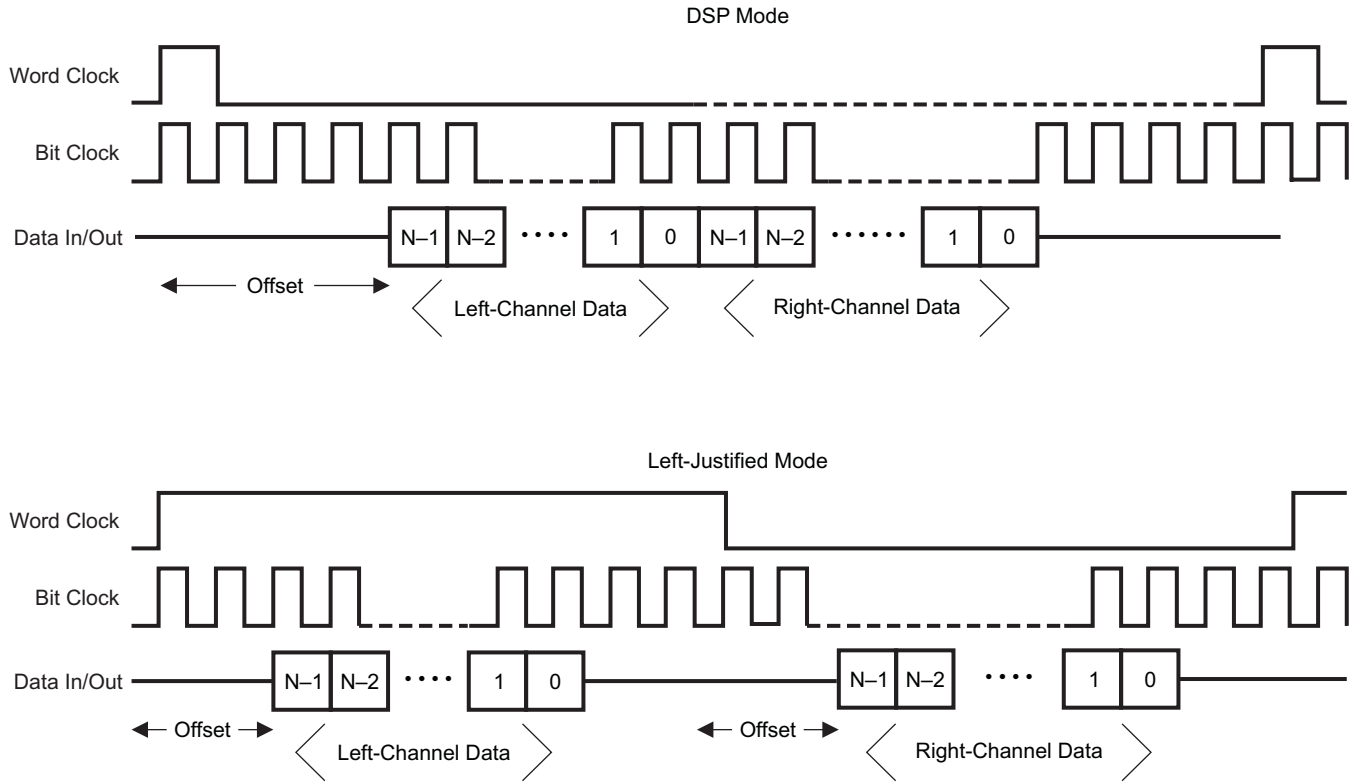 DSP Mode
Word Clock
Bit Clock
Data In/Out N–1 N–2 •••• 1 0 N–1 N–2 •••••• 1 0
Offset
Left-Channel Data Right-Channel Data
Left-Justified Mode
Word Clock
Bit Clock
Data In/Out N–1 N–2 •••• 1 0 N–1 N–2 •••• 1 0
Offset Offset
Left-Channel Data Right-Channel Data